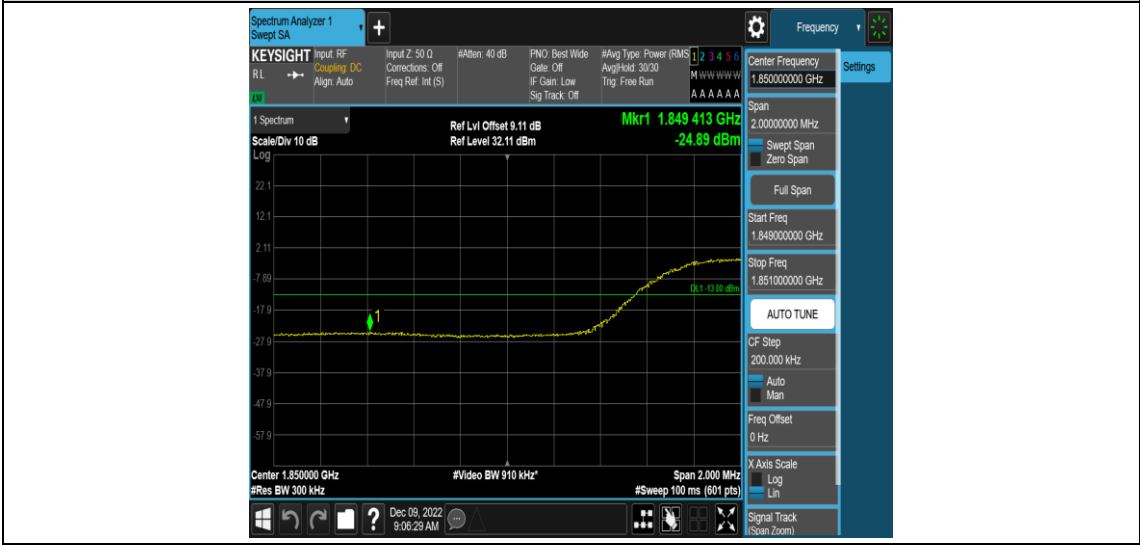 Spectrum Analyzer 1
Swept SA
+
Frequency
KEYSIGHT
RL
LM
Input: RF
Coupling: DC
Align: Auto
Input Z: 50 Ω
Corrections: Off
Freq Ref: Int (S)
#Atten: 40 dB
PNO: Best Wide
Gate: Off
IF Gain: Low
Sig Track: Off
#Avg Type: Power (RMS
Avg|Hold: 30/30
Trig: Free Run
1 2 3 4 5 6
M W W W W W
A A A A A A
1 Spectrum
Scale/Div 10 dB
Log
Ref Lvl Offset 9.11 dB
Ref Level 32.11 dBm
Mkr1 1.849 413 GHz
-24.89 dBm
22.1
12.1
2.11
-7.89
DL1 -13.00 dBm
-17.9
1
-27.9
-37.9
-47.9
-57.9
Center 1.850000 GHz
#Video BW 910 kHz*
Span 2.000 MHz
#Res BW 300 kHz
#Sweep 100 ms (601 pts)
?
Dec 09, 2022
9:06:29 AM
Center Frequency
1.850000000 GHz
Settings
Span
2.00000000 MHz
Swept Span
Zero Span
Full Span
Start Freq
1.849000000 GHz
Stop Freq
1.851000000 GHz
AUTO TUNE
CF Step
200.000 kHz
Auto
Man
Freq Offset
0 Hz
X Axis Scale
Log
Lin
Signal Track
(Span Zoom)